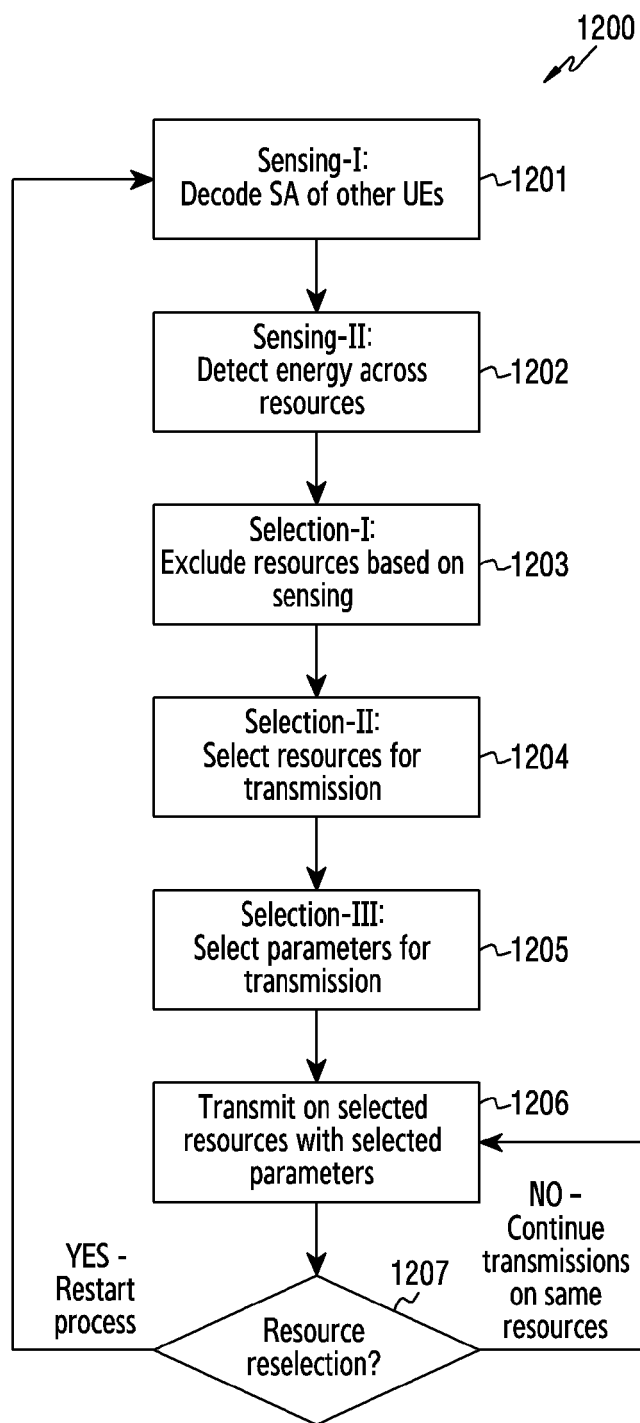 1200
Sensing-I:
Decode SA of other UEs
1201
Sensing-II:
Detect energy across
resources
1202
Selection-I:
Exclude resources based on
sensing
1203
Selection-II:
Select resources for
transmission
1204
Selection-III:
Select parameters for
transmission
1205
Transmit on selected
resources with selected
parameters
1206
YES -
Restart
process
1207
Resource
reselection?
NO -
Continue
transmissions
on same
resources